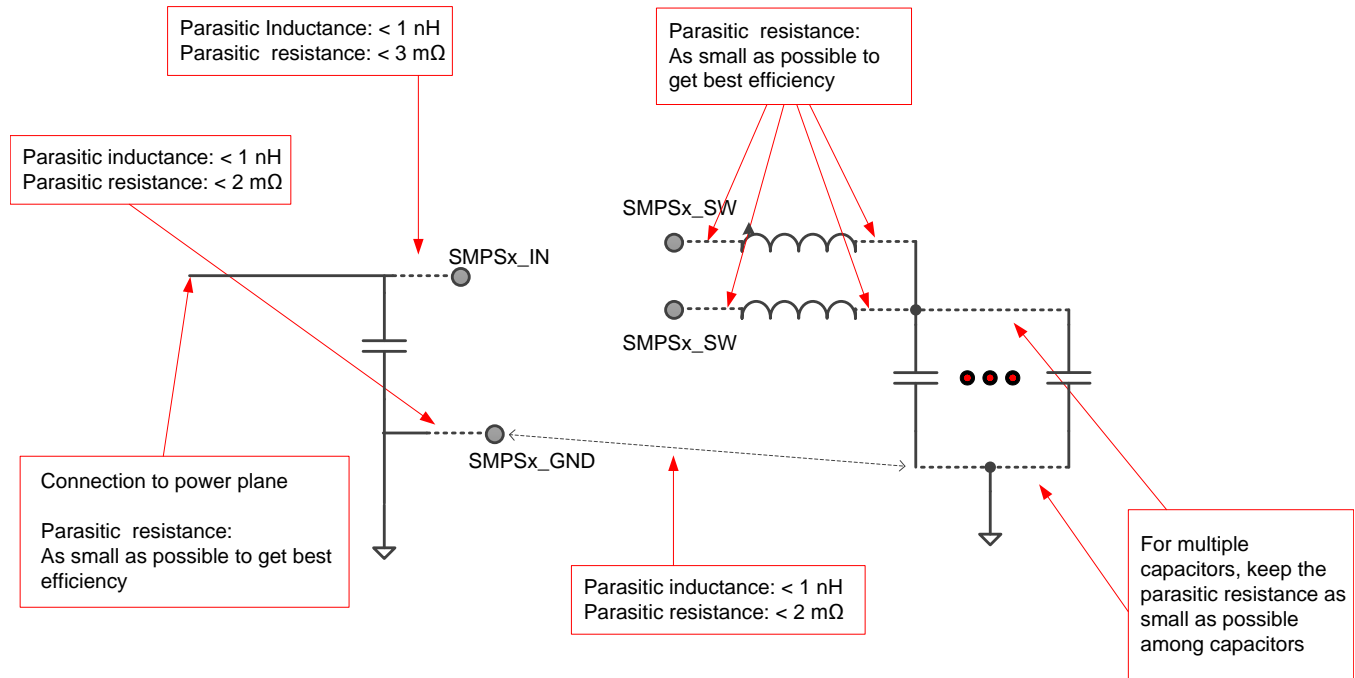 Parasitic Inductance: < 1 nH
Parasitic resistance: < 3 mΩ
Parasitic resistance:
As small as possible to
get best efficiency
Parasitic inductance: < 1 nH
Parasitic resistance: < 2 mΩ
SMPSx_SW
SMPSx_IN
SMPSx_SW
SMPSx_GND
Connection to power plane
Parasitic resistance:
As small as possible to get best
efficiency
Parasitic inductance: < 1 nH
Parasitic resistance: < 2 mΩ
For multiple
capacitors, keep the
parasitic resistance as
small as possible
among capacitors